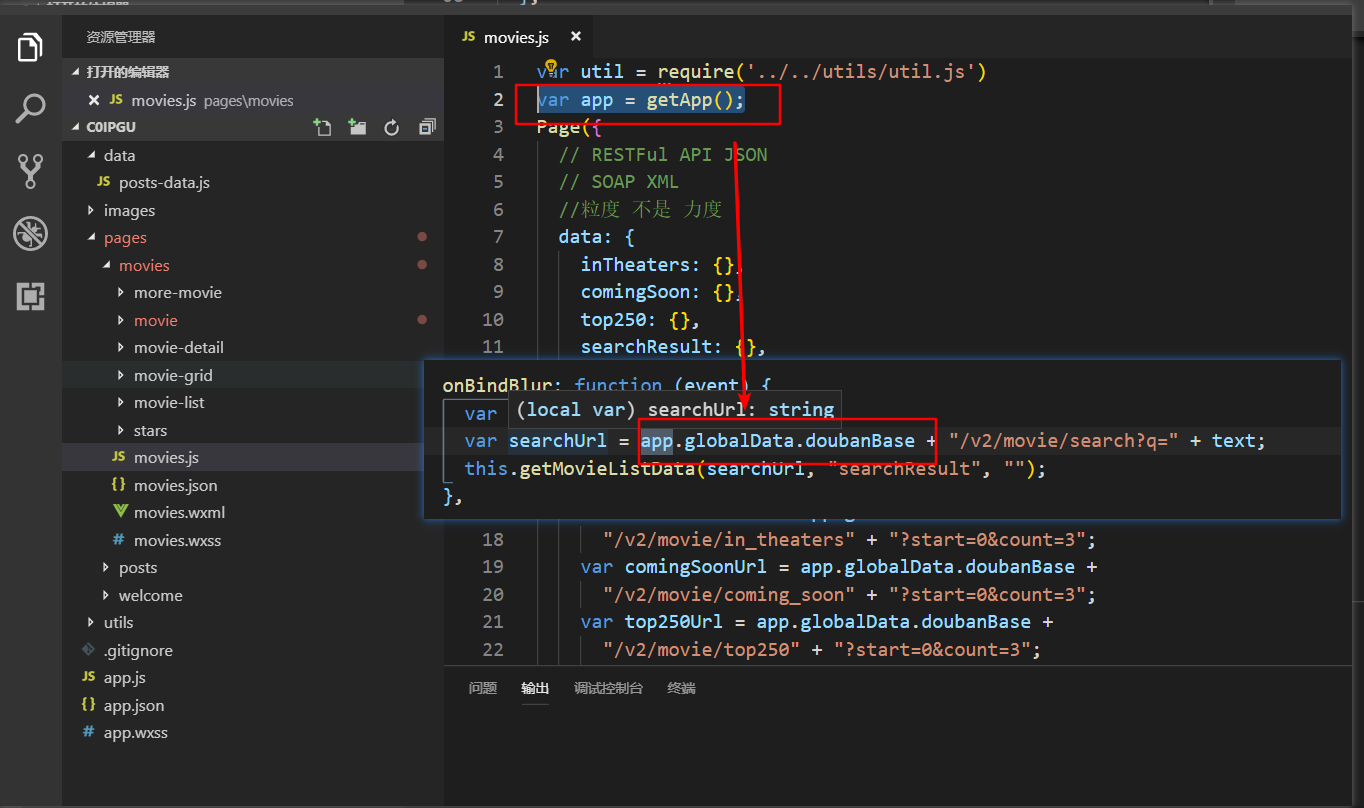 资源管理器
打开的编辑器
JS movies.js pages\movies
C0IPGU
data
JS posts-data.js
images
pages
movies
more-movie
movie
movie-detail
movie-grid
movie-list
stars
JS movies.js
{} movies.json
movies.wxml
# movies.wxss
posts
welcome
utils
.gitignore
JS app.js
{} app.json
# app.wxss
JS movies.js
1 var util = require('../../utils/util.js')
2 var app = getApp();
3 Page({
4 // RESTFul API JSON
5 // SOAP XML
6 //粒度 不是 力度
7 data: {
8 inTheaters: {},
9 comingSoon: {},
10 top250: {},
11 searchResult: {},
onBindBlur: function (event) {
var
(local var) searchUrl: string
var searchUrl = app.globalData.doubanBase + "/v2/movie/search?q=" + text;
this.getMovieListData(searchUrl, "searchResult", "");
},
18 "/v2/movie/in_theaters" + "?start=0&count=3";
19 var comingSoonUrl = app.globalData.doubanBase +
20 "/v2/movie/coming_soon" + "?start=0&count=3";
21 var top250Url = app.globalData.doubanBase +
22 "/v2/movie/top250" + "?start=0&count=3";
问题 输出 调试控制台 终端